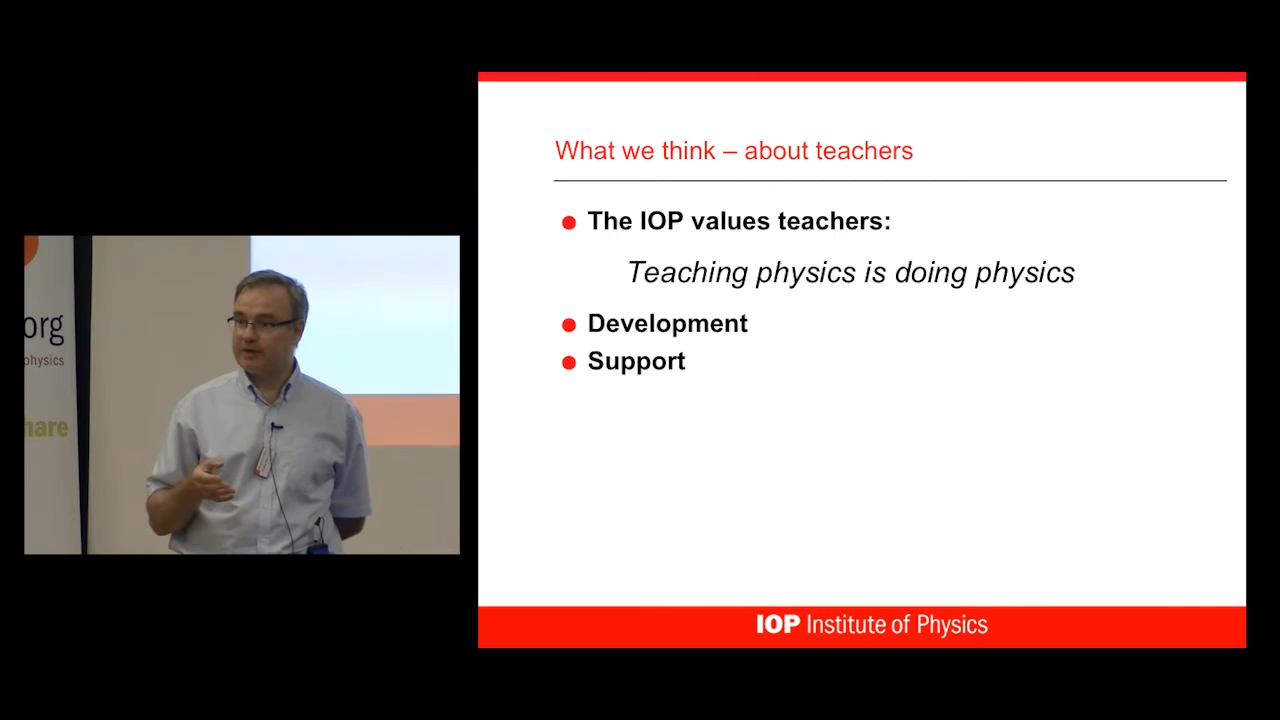 org
physics
hare
What we think – about teachers
The IOP values teachers:
Teaching physics is doing physics
Development
Support
IOP Institute of Physics